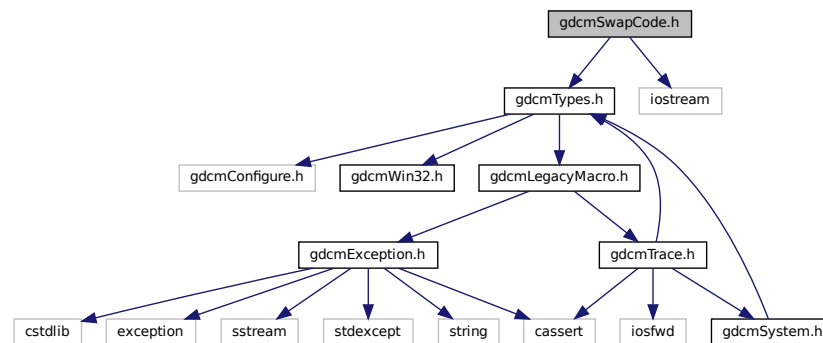 gdcmSwapCode.h
gdcmTypes.h
iostream
gdcmConfigure.h
gdcmWin32.h
gdcmLegacyMacro.h
gdcmException.h
gdcmTrace.h
cstdlib
exception
sstream
stdexcept
string
cassert
iosfwd
gdcmSystem.h